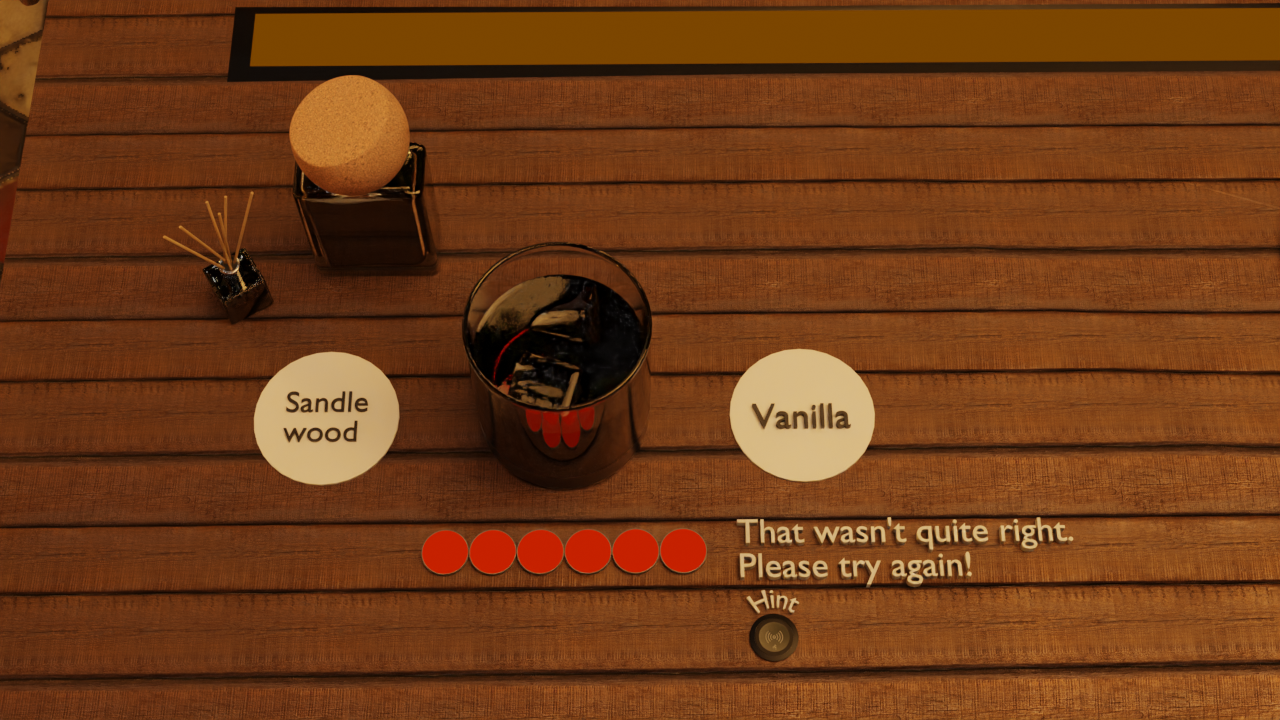 Sandle
wood
Vanilla
That wasn't quite right.
Please try again!
Hint